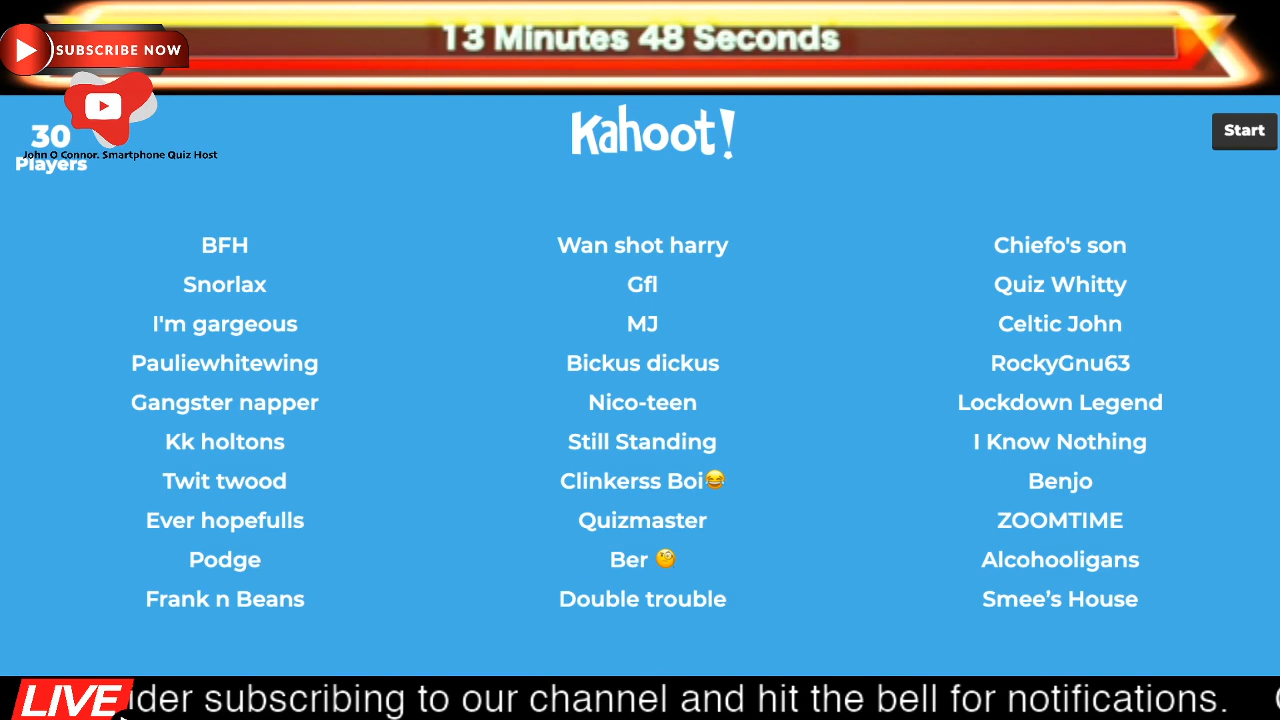 13 Minutes 48 Seconds
SUBSCRIBE NOW
Kahoot!
Start
30
John O Connor. Smartphone Quiz Host
Players
BFH Wan shot harry Chiefo's son
Snorlax Gfl Quiz Whitty
I'm gargeous MJ Celtic John
Pauliewhitewing Bickus dickus RockyGnu63
Gangster napper Nico-teen Lockdown Legend
Kk holtons Still Standing I Know Nothing
Twit twood Clinkerss Boi😂 Benjo
Ever hopefulls Quizmaster ZOOMTIME
Podge Ber 🧐 Alcohooligans
Frank n Beans Double trouble Smee’s House
LIVE ider subscribing to our channel and hit the bell for notifications.